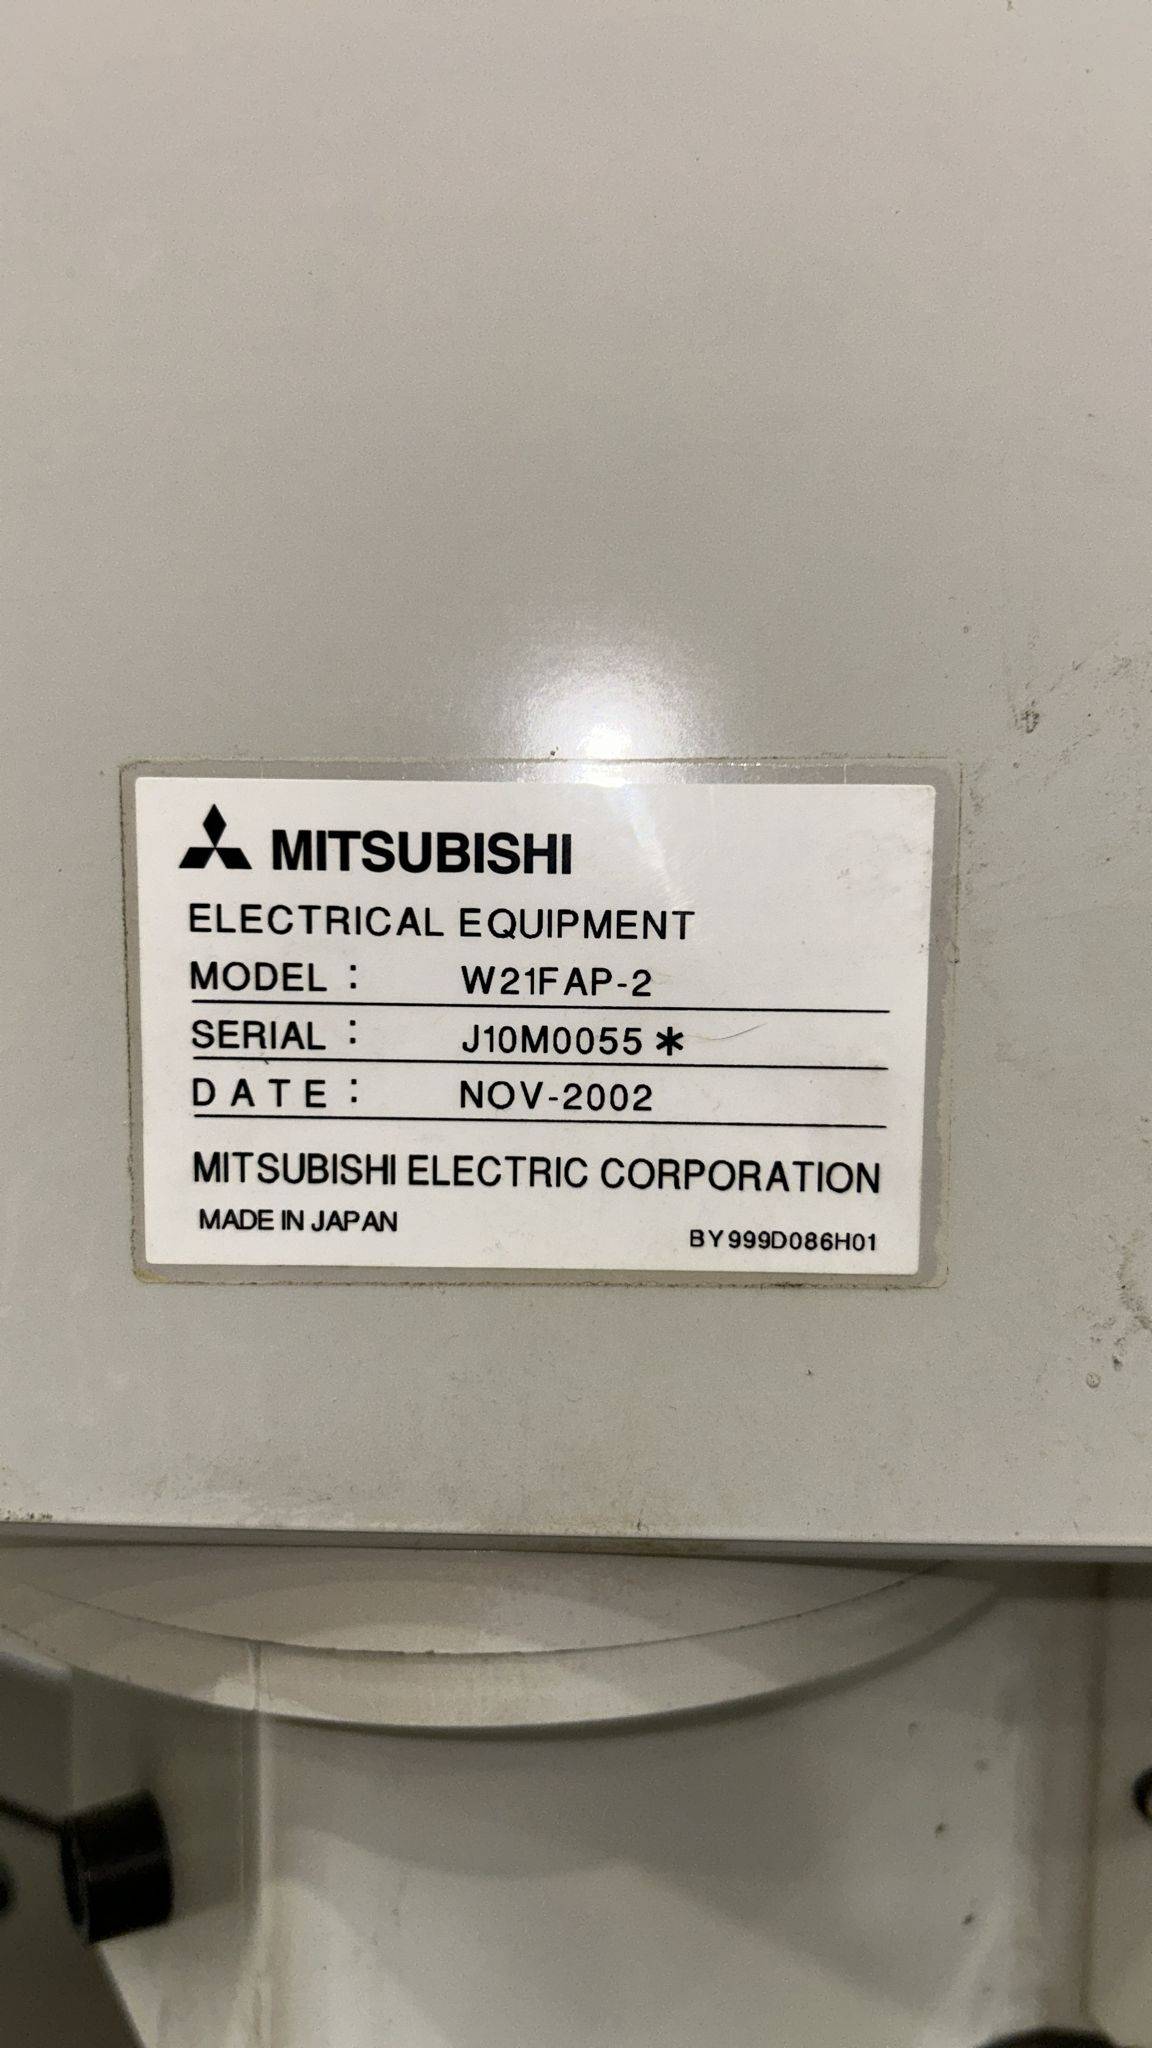 MITSUBISHI
ELECTRICAL EQUIPMENT
MODEL : W21FAP-2
SERIAL : J10M0055*
DATE : NOV-2002
MITSUBISHI ELECTRIC CORPORATION
MADE IN JAPAN
BY999D086H01